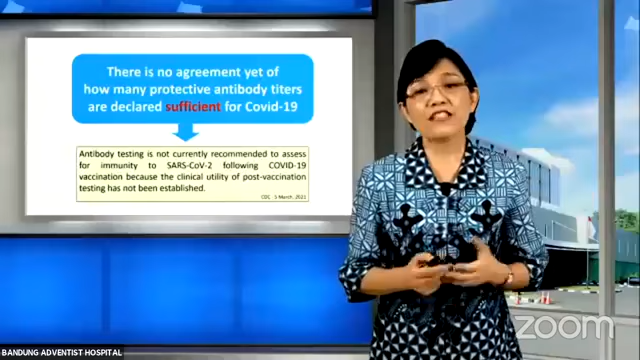 There is no agreement yet of
how many protective antibody titers
are declared sufficient for Covid-19
Antibody testing is not currently recommended to assess
for immunity to SARS-CoV-2 following COVID-19
vaccination because the clinical utility of post-vaccination
testing has not been established.
CDC. 5 March, 2021
zoom
BANDUNG ADVENTIST HOSPITAL